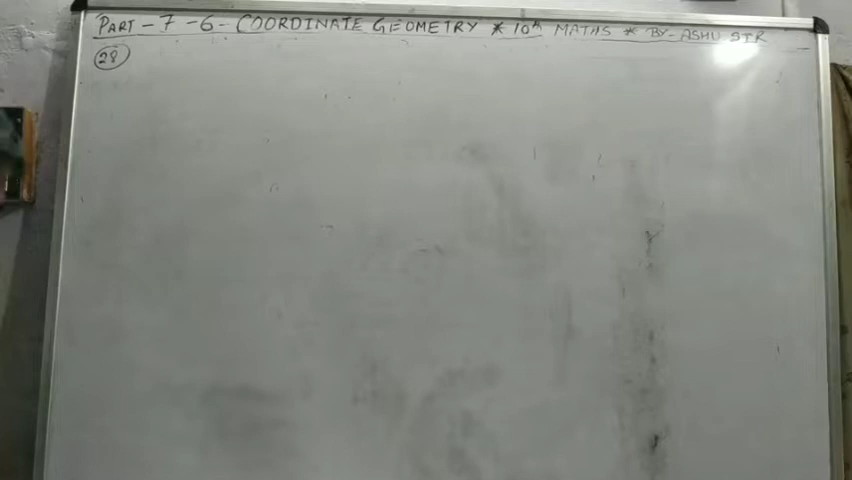 PART - 7 - 6 - COORDINATE GEOMETRY * 10th MATHS * BY - ASHU SIR
28